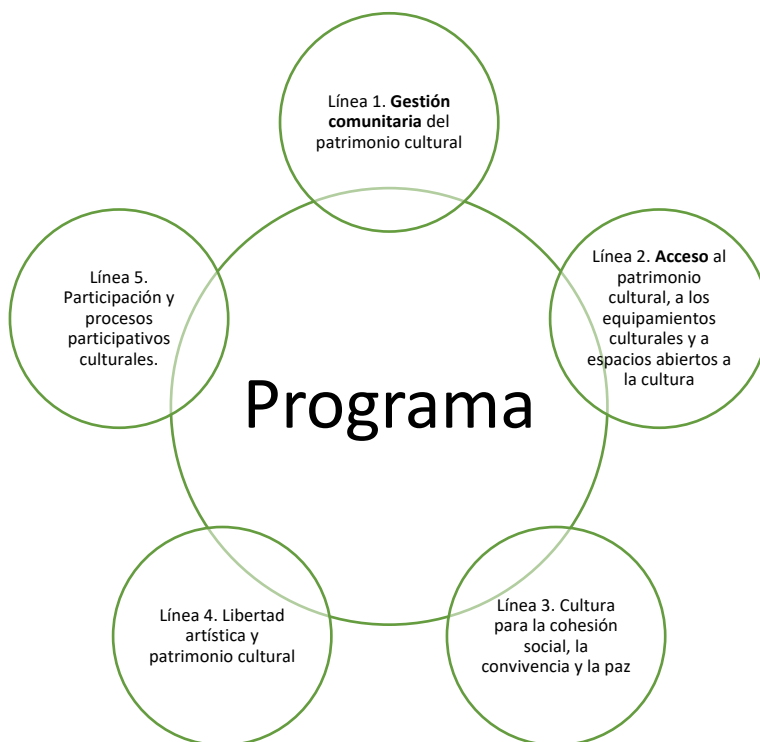 Línea 1. Gestión
comunitaria del
patrimonio cultural
Línea 2. Acceso al
patrimonio
cultural, a los
equipamientos
culturales y a
espacios abiertos a
la cultura
Línea 3. Cultura
para la cohesión
social, la
convivencia y la paz
Línea 4. Libertad
artística y
patrimonio cultural
Línea 5.
Participación y
procesos
participativos
culturales.
Programa